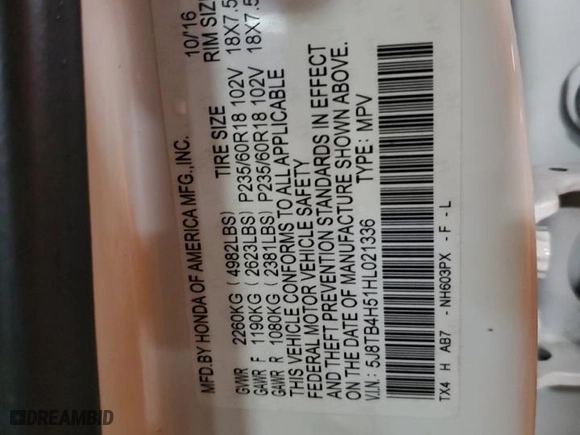 MFD.BY HONDA OF AMERICA MFG.,INC. 10/16
TIRE SIZE RIM SIZ
GVWR 2260KG ( 4982LBS)
GAWR F 1190KG ( 2623LBS) P235/60R18 102V 18X7.5
GAWR R 1080KG ( 2381LBS) P235/60R18 102V 18X7.5
THIS VEHICLE CONFORMS TO ALL APPLICABLE
FEDERAL MOTOR VEHICLE SAFETY
AND THEFT PREVENTION STANDARDS IN EFFECT
ON THE DATE OF MANUFACTURE SHOWN ABOVE.
V.I.N.: 5J8TB4H51HL021336 TYPE: MPV
TX4 H AB7 - NH603PX - F - L
DREAMBID